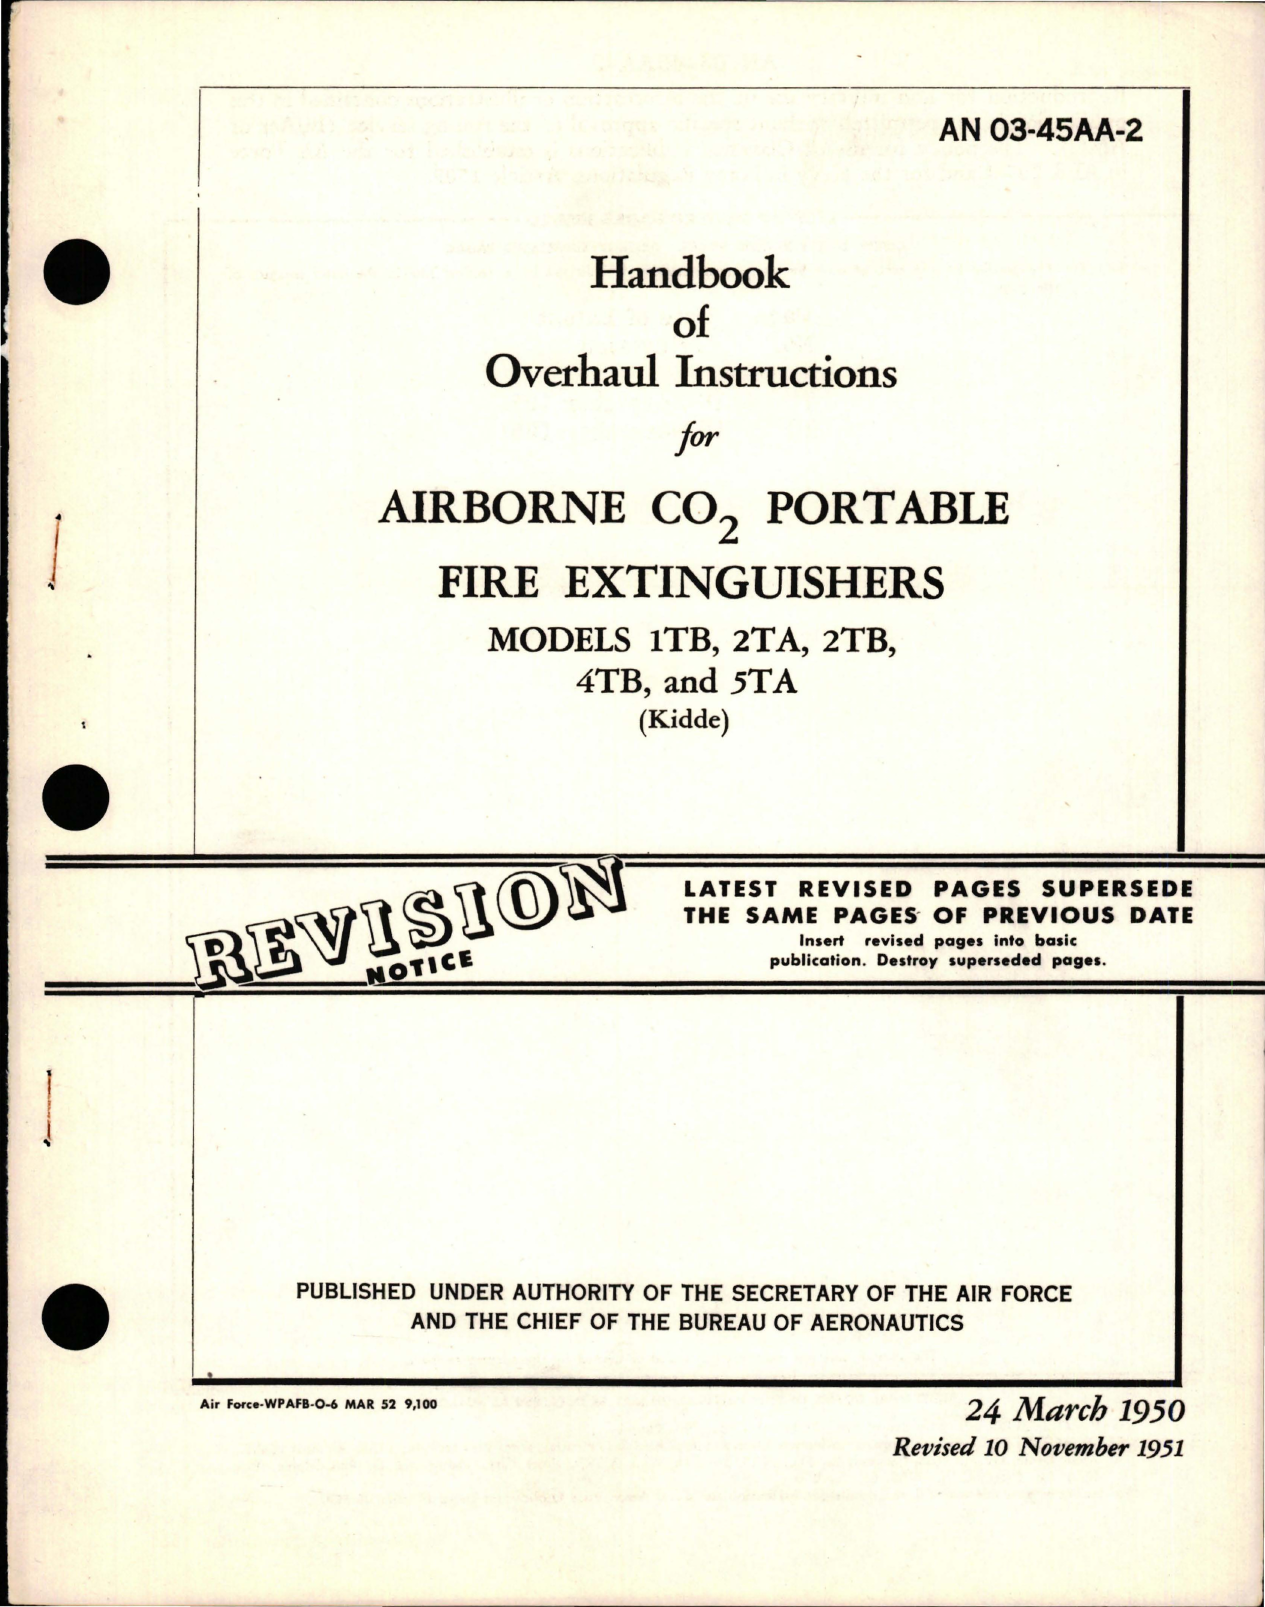 AN 03-45AA-2
Handbook
of
Overhaul Instructions
for
AIRBORNE CO₂ PORTABLE
FIRE EXTINGUISHERS
MODELS 1TB, 2TA, 2TB,
4TB, and 5TA
(Kidde)
REVISION
NOTICE
LATEST REVISED PAGES SUPERSEDE
THE SAME PAGES OF PREVIOUS DATE
Insert revised pages into basic
publication. Destroy superseded pages.
PUBLISHED UNDER AUTHORITY OF THE SECRETARY OF THE AIR FORCE
AND THE CHIEF OF THE BUREAU OF AERONAUTICS
Air Force-WPAFB-O-6 MAR 52 9,100
24 March 1950
Revised 10 November 1951